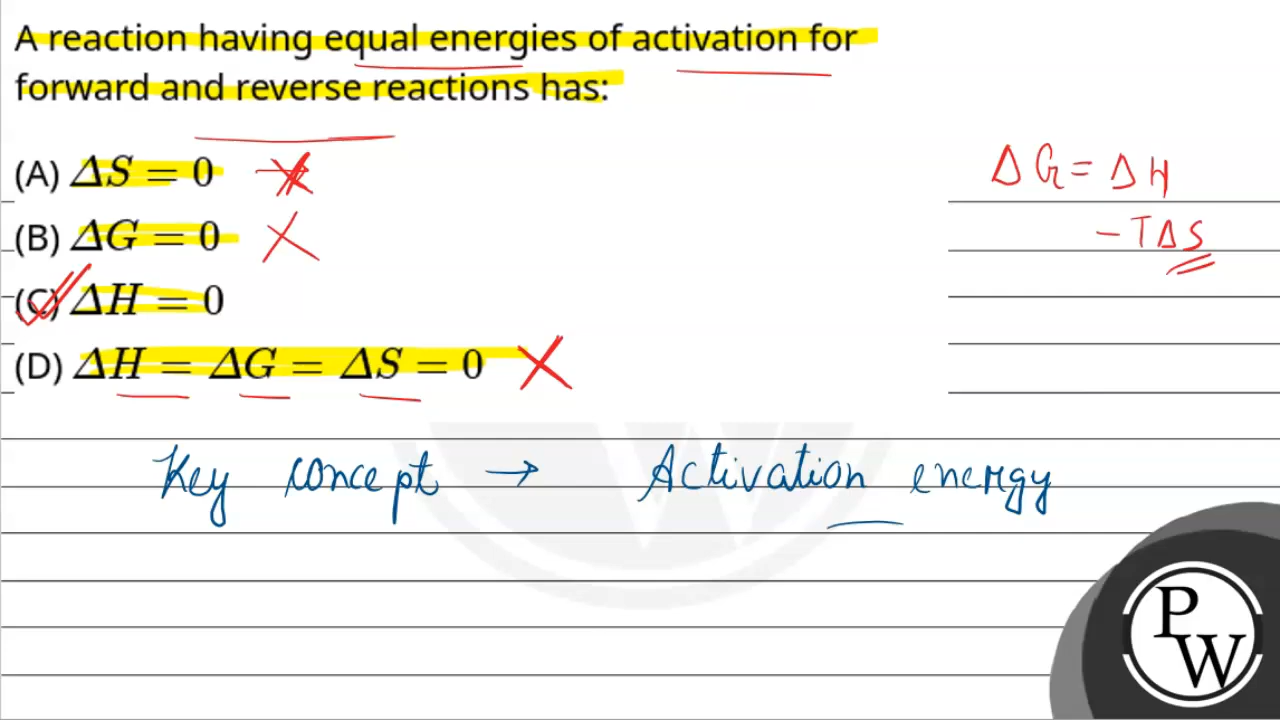 A reaction having equal energies of activation for
forward and reverse reactions has:
(A) ΔS = 0
(B) ΔG = 0
(C) ΔH = 0
(D) ΔH = ΔG = ΔS = 0
ΔG = ΔH
- TΔS
Key concept → Activation energy
PW